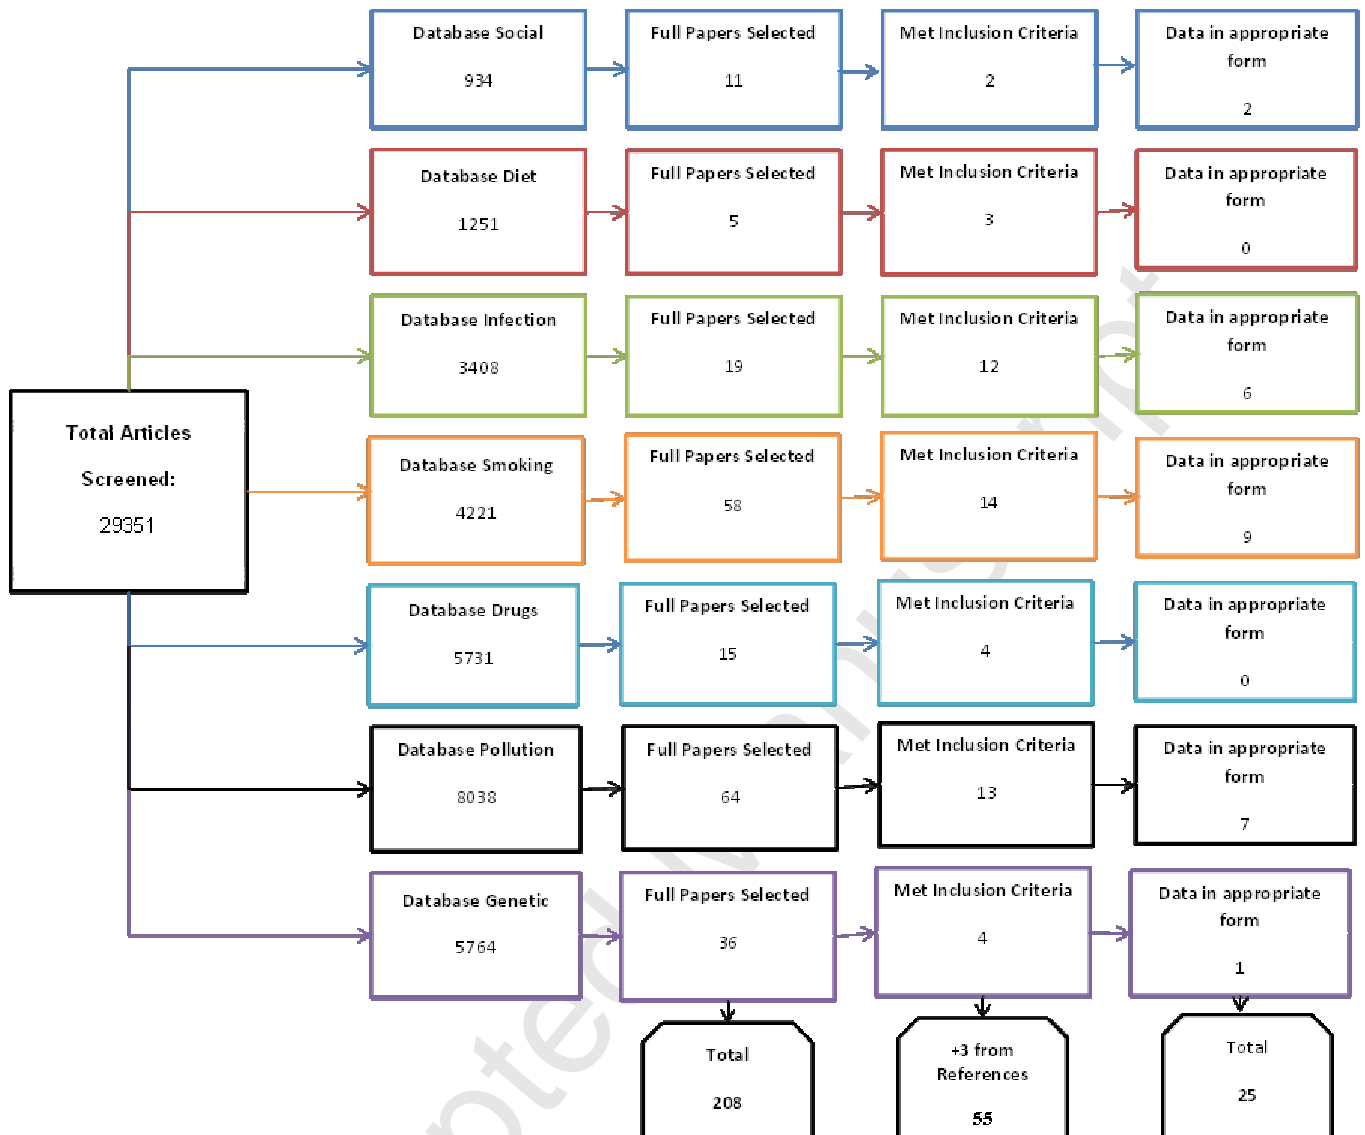 Database Social
934
Full Papers Selected
11
Met Inclusion Criteria
2
Data in appropriate
form
2
Database Diet
1251
Full Papers Selected
5
Met Inclusion Criteria
3
Data in appropriate
form
0
Database Infection
3408
Full Papers Selected
19
Met Inclusion Criteria
12
Data in appropriate
form
6
Total Articles
Screened:
29351
Database Smoking
4221
Full Papers Selected
58
Met Inclusion Criteria
14
Data in appropriate
form
9
Database Drugs
5731
Full Papers Selected
15
Met Inclusion Criteria
4
Data in appropriate
form
0
Database Pollution
8038
Full Papers Selected
64
Met Inclusion Criteria
13
Data in appropriate
form
7
Database Genetic
5764
Full Papers Selected
36
Met Inclusion Criteria
4
Data in appropriate
form
1
Total
208
+3 from
References
55
Total
25